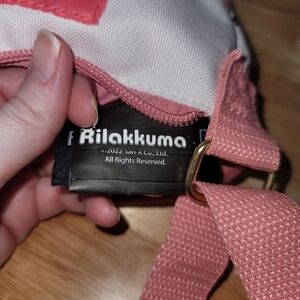 Rilakkuma
©2022 San-X Co., Ltd.
All Rights Reserved.